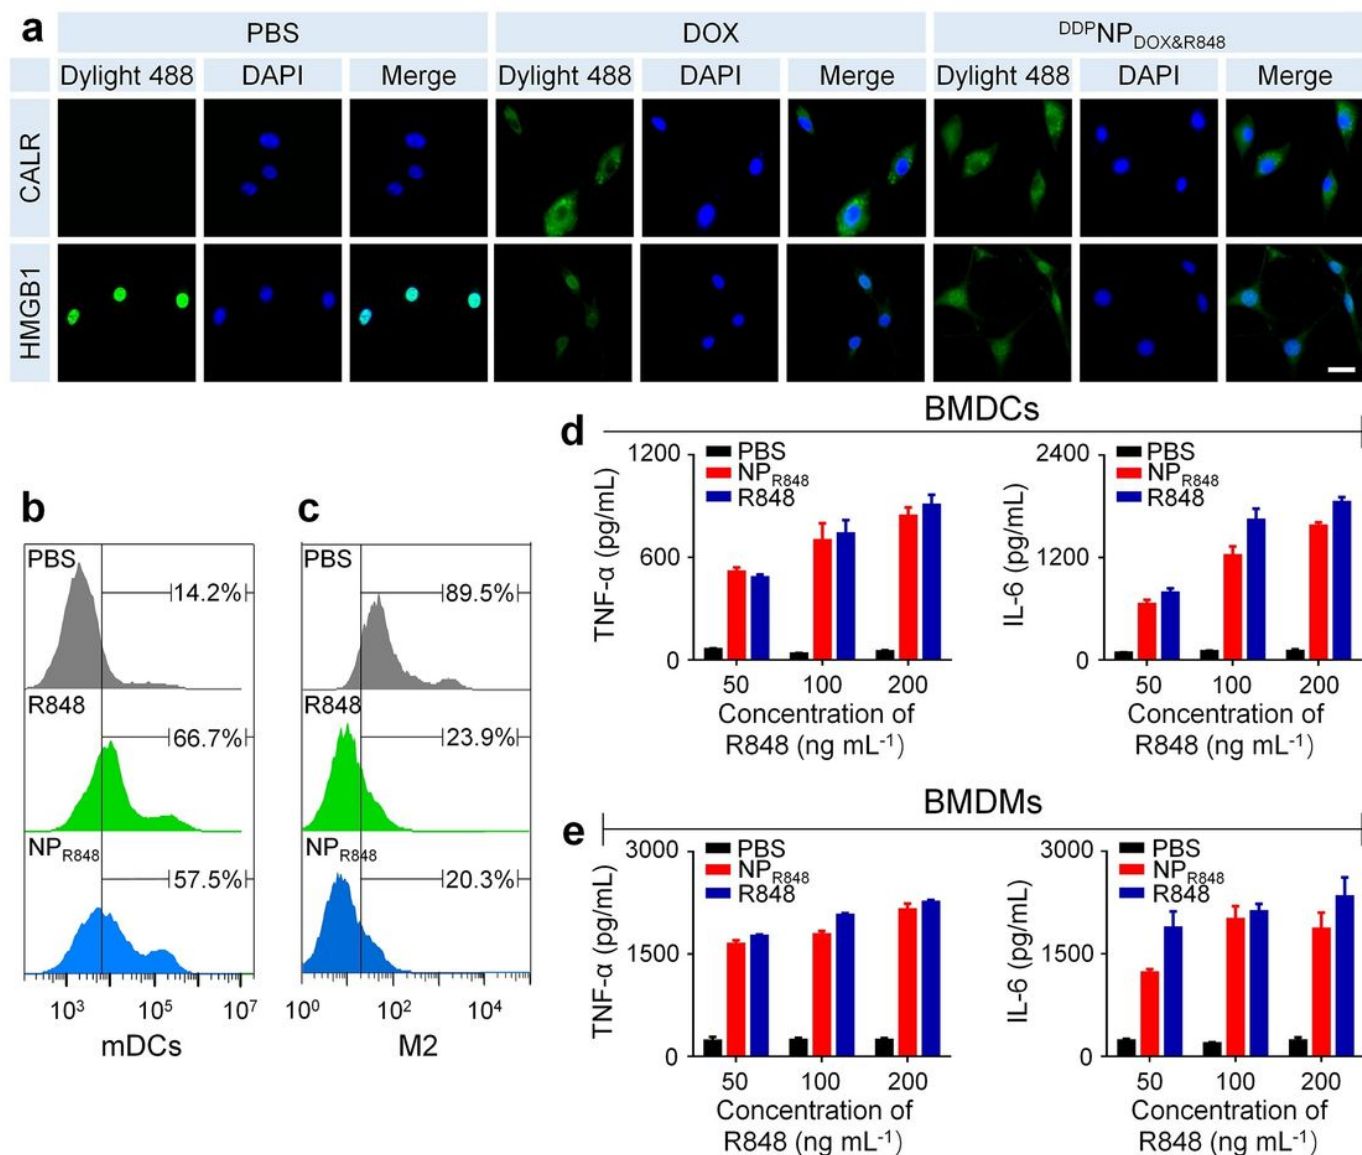 a
PBS DOX DDPNPDOX&R848
Dylight 488 DAPI Merge Dylight 488 DAPI Merge Dylight 488 DAPI Merge
CALR
HMGB1
b
PBS
14.2%
R848
66.7%
NPR848
57.5%
10³ 10⁵ 10⁷
mDCs
c
PBS
89.5%
R848
23.9%
NPR848
20.3%
10⁰ 10² 10⁴
M2
d
BMDCs
TNF-α (pg/mL)
1200
600
0
PBS
NPR848
R848
50 100 200
Concentration of
R848 (ng mL⁻¹)
IL-6 (pg/mL)
2400
1200
0
PBS
NPR848
R848
50 100 200
Concentration of
R848 (ng mL⁻¹)
e
BMDMs
TNF-α (pg/mL)
3000
1500
0
PBS
NPR848
R848
50 100 200
Concentration of
R848 (ng mL⁻¹)
IL-6 (pg/mL)
3000
1500
0
PBS
NPR848
R848
50 100 200
Concentration of
R848 (ng mL⁻¹)